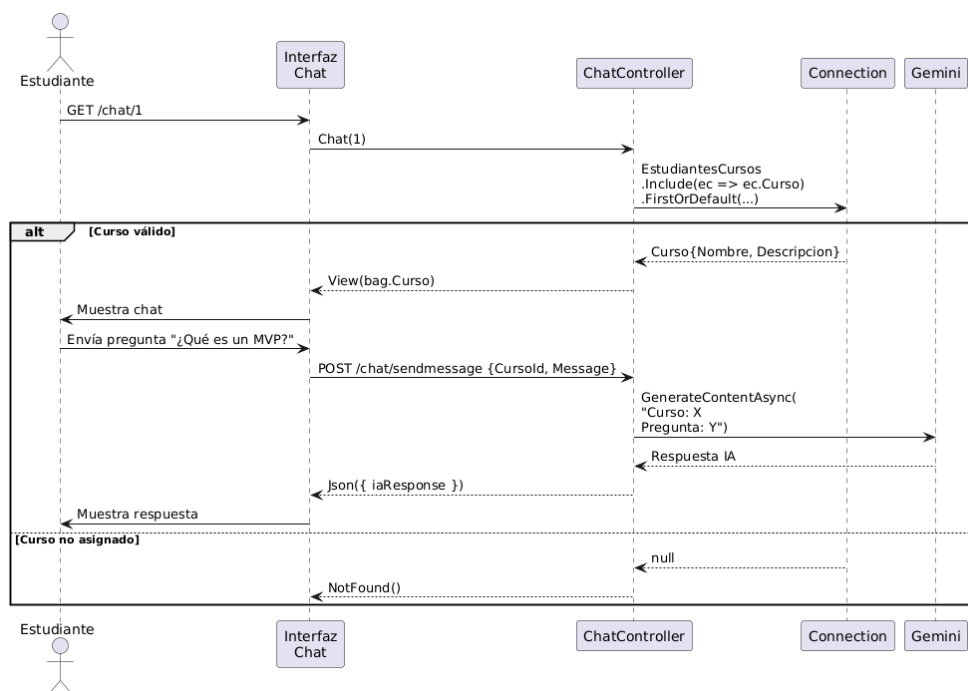 Estudiante
Interfaz
Chat
ChatController
Connection
Gemini
GET /chat/1
Chat(1)
EstudiantesCursos
.Include(ec => ec.Curso)
.FirstOrDefault(...)
alt
[Curso válido]
Curso{Nombre, Descripcion}
View(bag.Curso)
Muestra chat
Envía pregunta "¿Qué es un MVP?"
POST /chat/sendmessage {CursoId, Message}
GenerateContentAsync(
"Curso: X
Pregunta: Y")
Respuesta IA
Json({ iaResponse })
Muestra respuesta
[Curso no asignado]
null
NotFound()
Estudiante
Interfaz
Chat
ChatController
Connection
Gemini